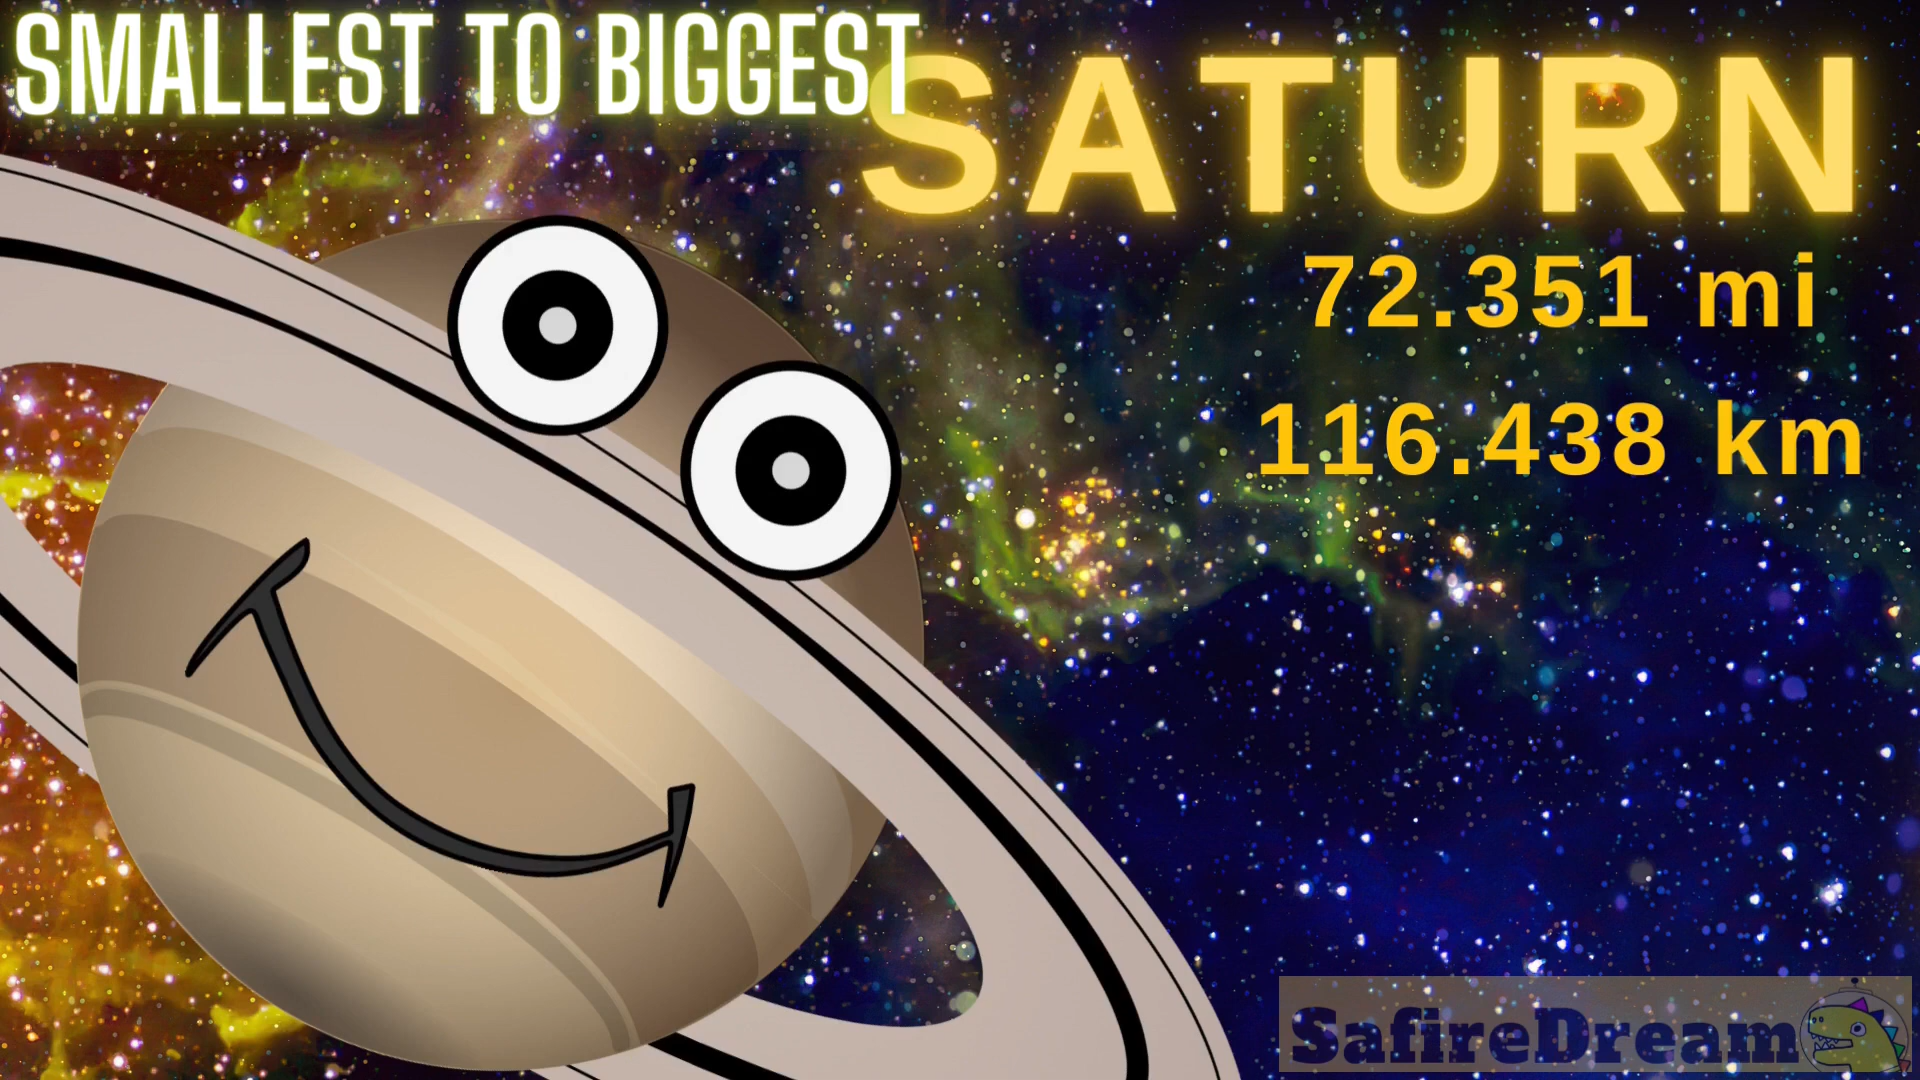 SMALLEST TO BIGGEST
SATURN
72.351 mi
116.438 km
SafireDream